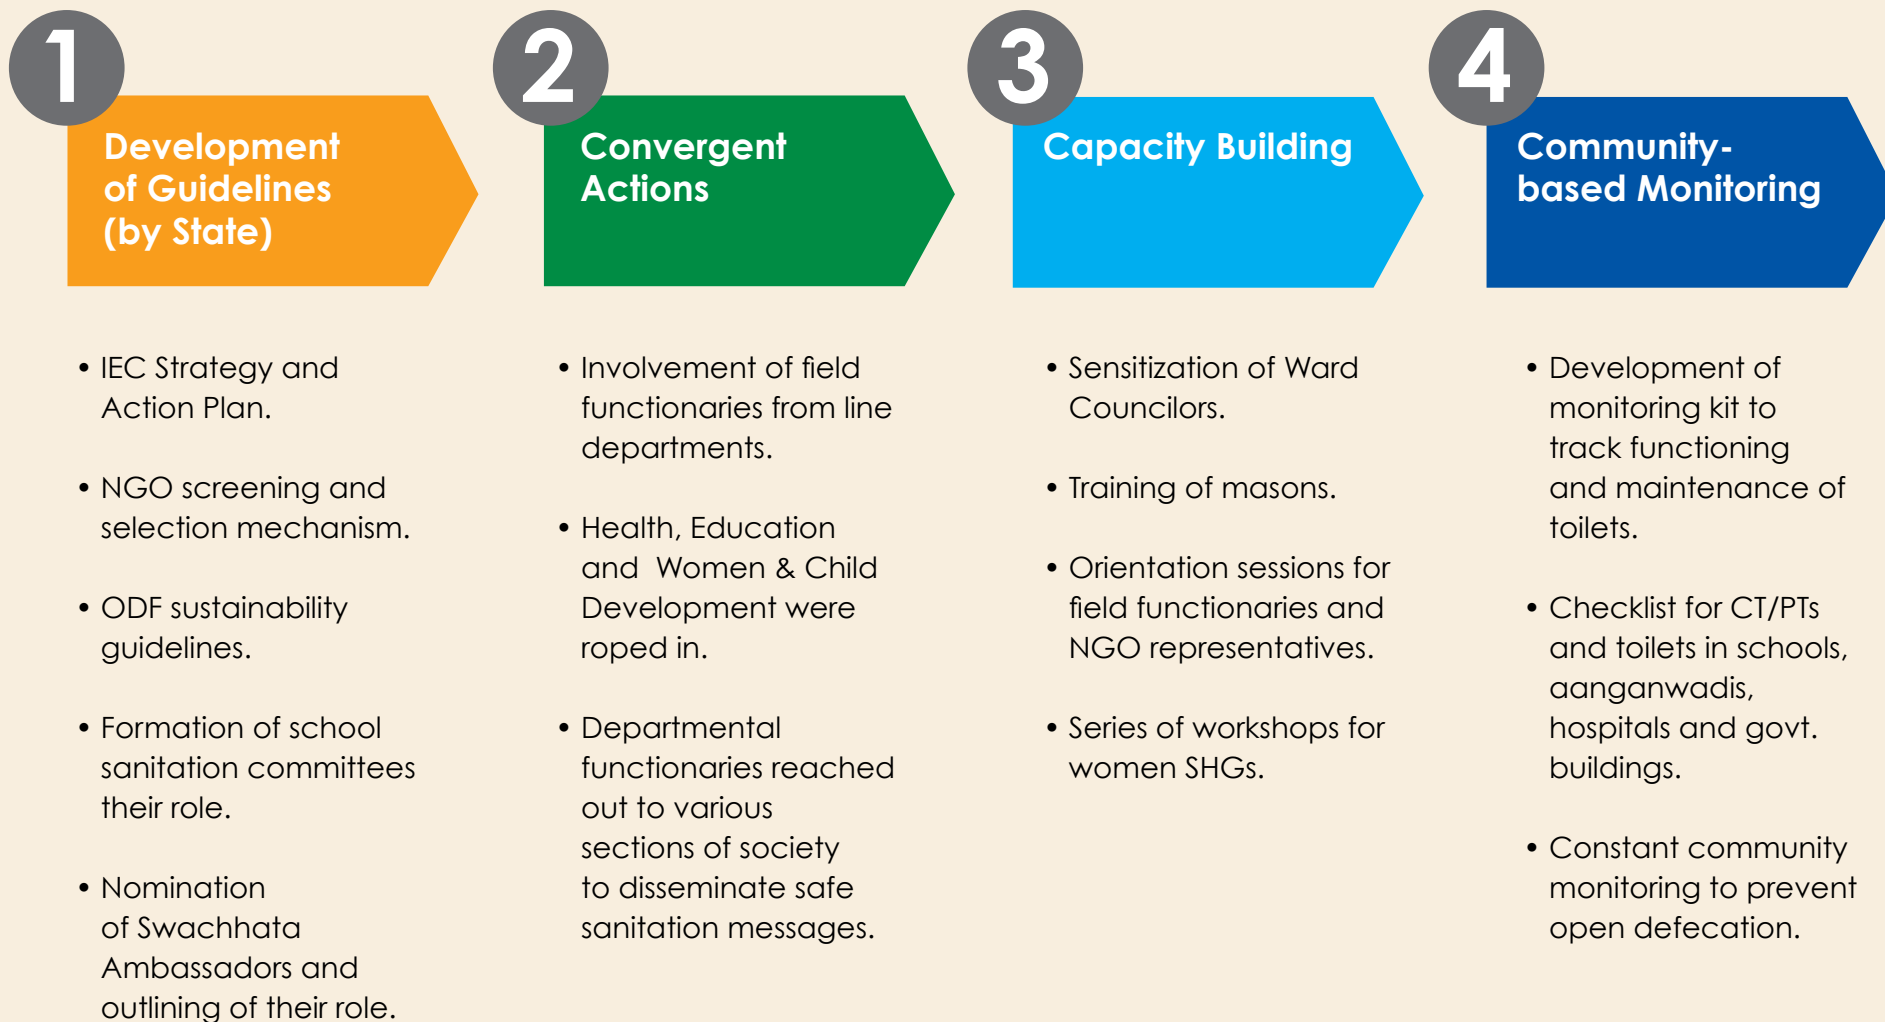 1
Development
of Guidelines
(by State)
• IEC Strategy and
Action Plan.
• NGO screening and
selection mechanism.
• ODF sustainability
guidelines.
• Formation of school
sanitation committees
their role.
• Nomination
of Swachhata
Ambassadors and
outlining of their role.
2
Convergent
Actions
• Involvement of field
functionaries from line
departments.
• Health, Education
and  Women & Child
Development were
roped in.
• Departmental
functionaries reached
out to various
sections of society
to disseminate safe
sanitation messages.
3
Capacity Building
• Sensitization of Ward
Councilors.
• Training of masons.
• Orientation sessions for
field functionaries and
NGO representatives.
• Series of workshops for
women SHGs.
4
Community-
based Monitoring
• Development of
monitoring kit to
track functioning
and maintenance of
toilets.
• Checklist for CT/PTs
and toilets in schools,
aanganwadis,
hospitals and govt.
buildings.
• Constant community
monitoring to prevent
open defecation.